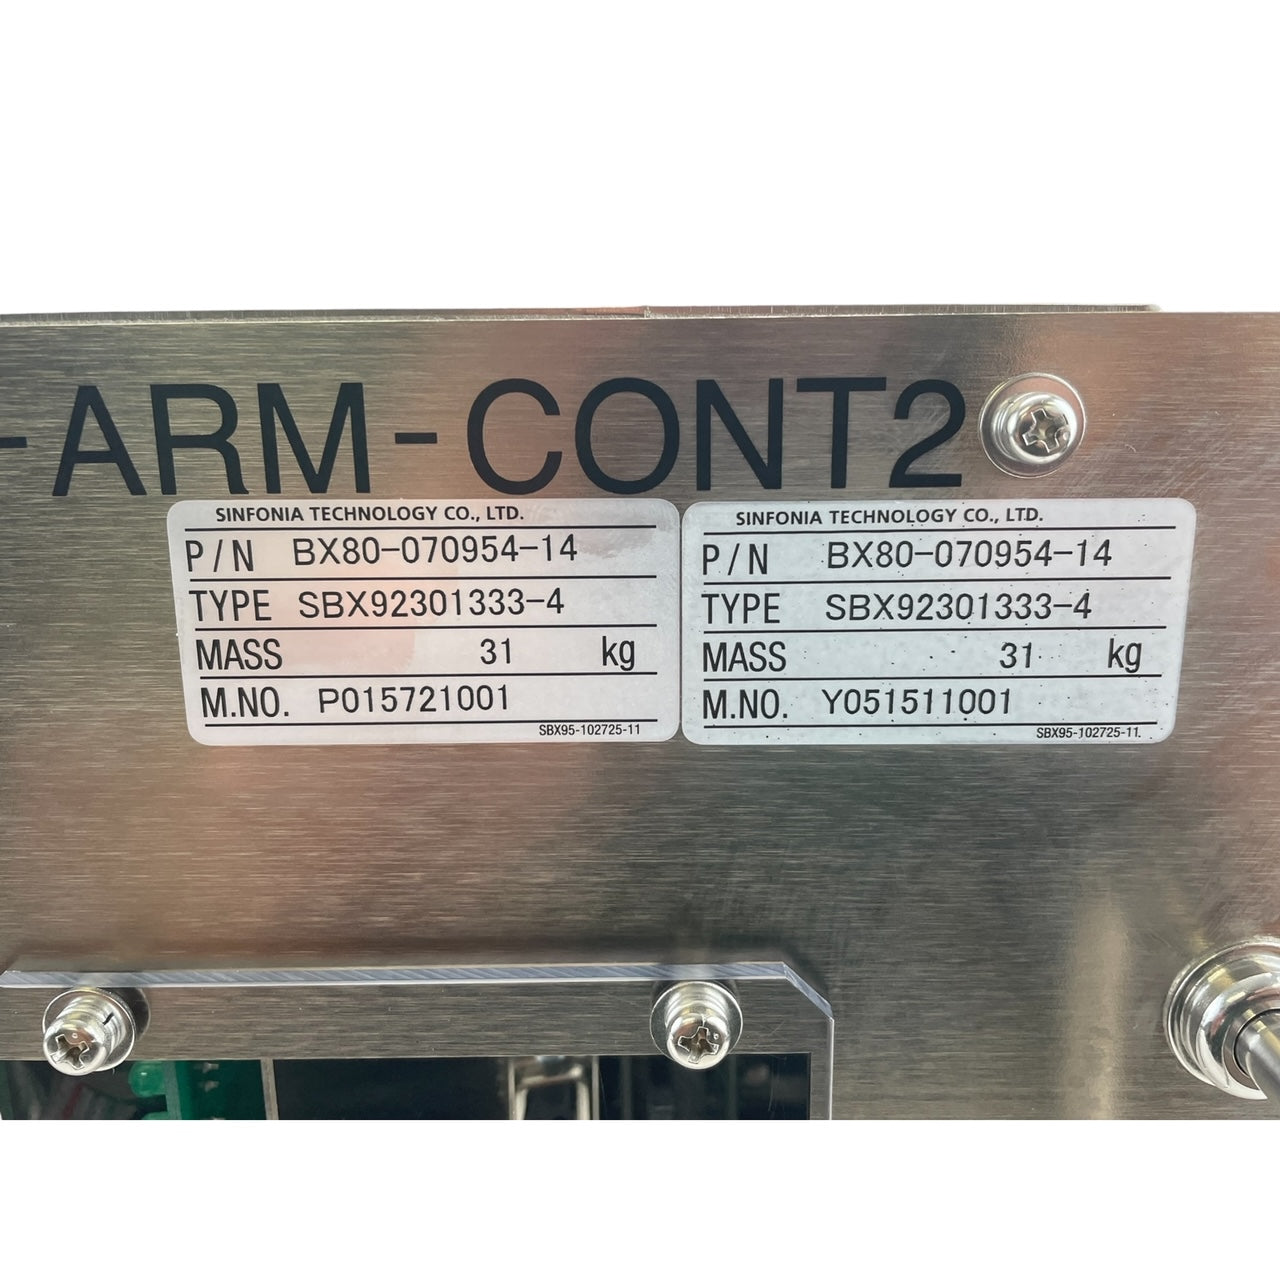 -ARM-CONT2
SINFONIA TECHNOLOGY CO., LTD.
P/N BX80-070954-14
TYPE SBX92301333-4
MASS 31 kg
M.NO. P015721001
SBX95-102725-11
SINFONIA TECHNOLOGY CO., LTD.
P/N BX80-070954-14
TYPE SBX92301333-4
MASS 31 kg
M.NO. Y051511001
SBX95-102725-11